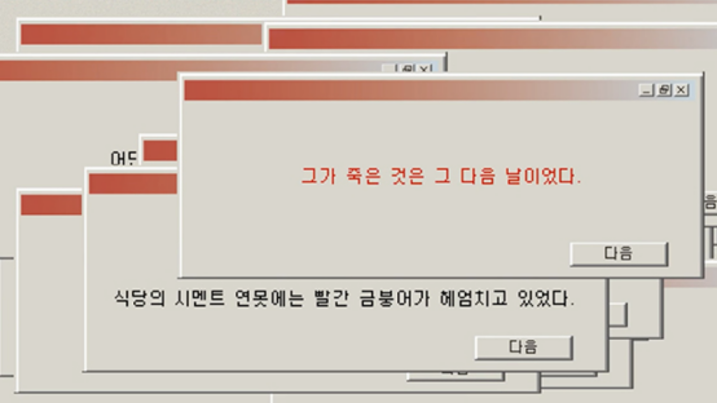 그가 죽은 것은 그 다음 날이었다.
다음
식당의 시멘트 연못에는 빨간 금붕어가 헤엄치고 있었다.
다음